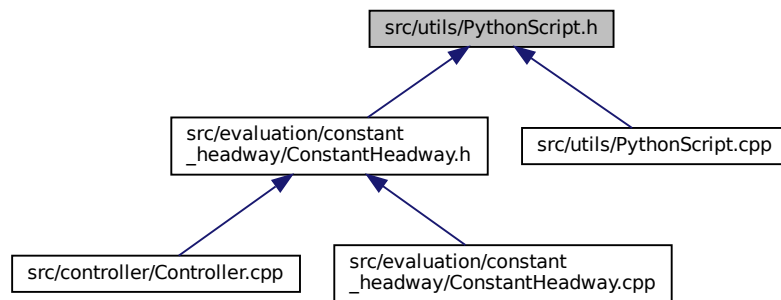 src/utils/PythonScript.h
src/evaluation/constant
_headway/ConstantHeadway.h
src/utils/PythonScript.cpp
src/controller/Controller.cpp
src/evaluation/constant
_headway/ConstantHeadway.cpp